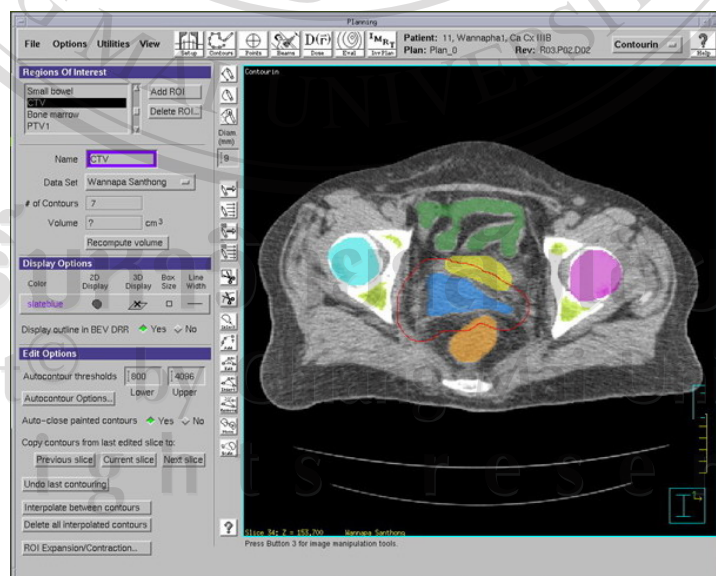 Planning
File Options Utilities View
Setup Contours Points Beams Dose Eval Inv Plan
D(r) IMRT
Patient: 11, Wannapha1, Ca Cx IIIB
Plan: Plan_0 Rev: R03.P02.D02
Contourin
? Help
Regions Of Interest
Small bowel
CTV
Bone marrow
PTV1
Add ROI
Delete ROI...
Name CTV
Data Set Wannapa Santhong
# of Contours 7
Volume ? cm3
Recompute volume
Display Options
Color 2D Display 3D Display Box Size Line Width
slateblue
Display outline in BEV DRR Yes No
Edit Options
Autocontour thresholds 800 4096
Autocontour Options... Lower Upper
Auto-close painted contours Yes No
Copy contours from last edited slice to:
Previous slice Current slice Next slice
Undo last contouring
Interpolate between contours
Delete all interpolated contours
ROI Expansion/Contraction...
Diam. (mm)
9
?
Contourin
Slice 34: Z = 153,700 Wannapa Santhong
Press Button 3 for image manipulation tools.